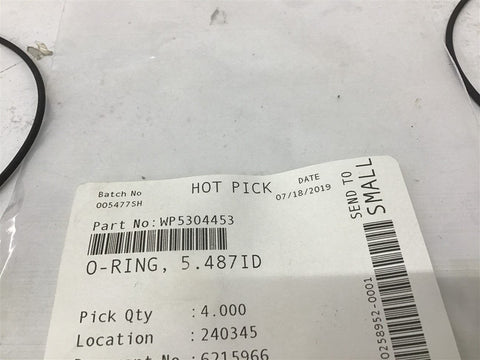 Batch No
005477SH
HOT PICK
DATE
07/18/2019
Part No: WP5304453
O-RING, 5.487ID
Pick Qty : 4.000
Location : 240345
6215966
SEND TO
SMALL
0258952-0001